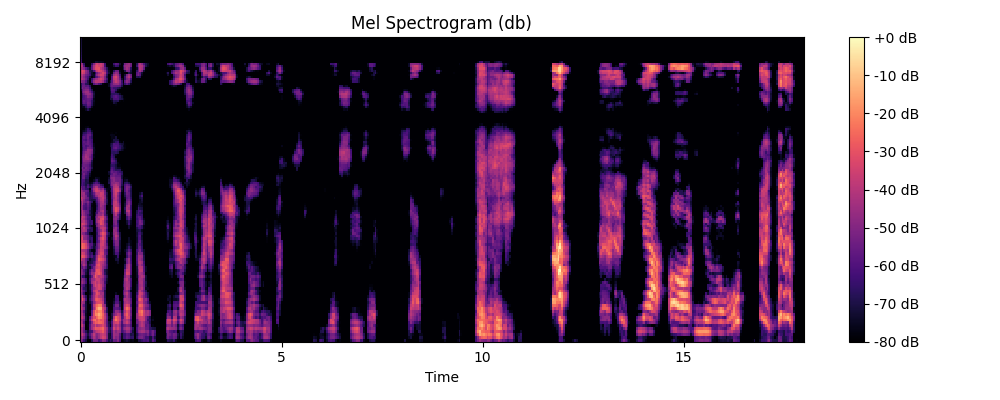 Mel Spectrogram (db)
+0 dB
8192
-10 dB
4096
-20 dB
-30 dB
2048
Hz
-40 dB
1024
-50 dB
512
-60 dB
-70 dB
0
-80 dB
0 5 10 15
Time